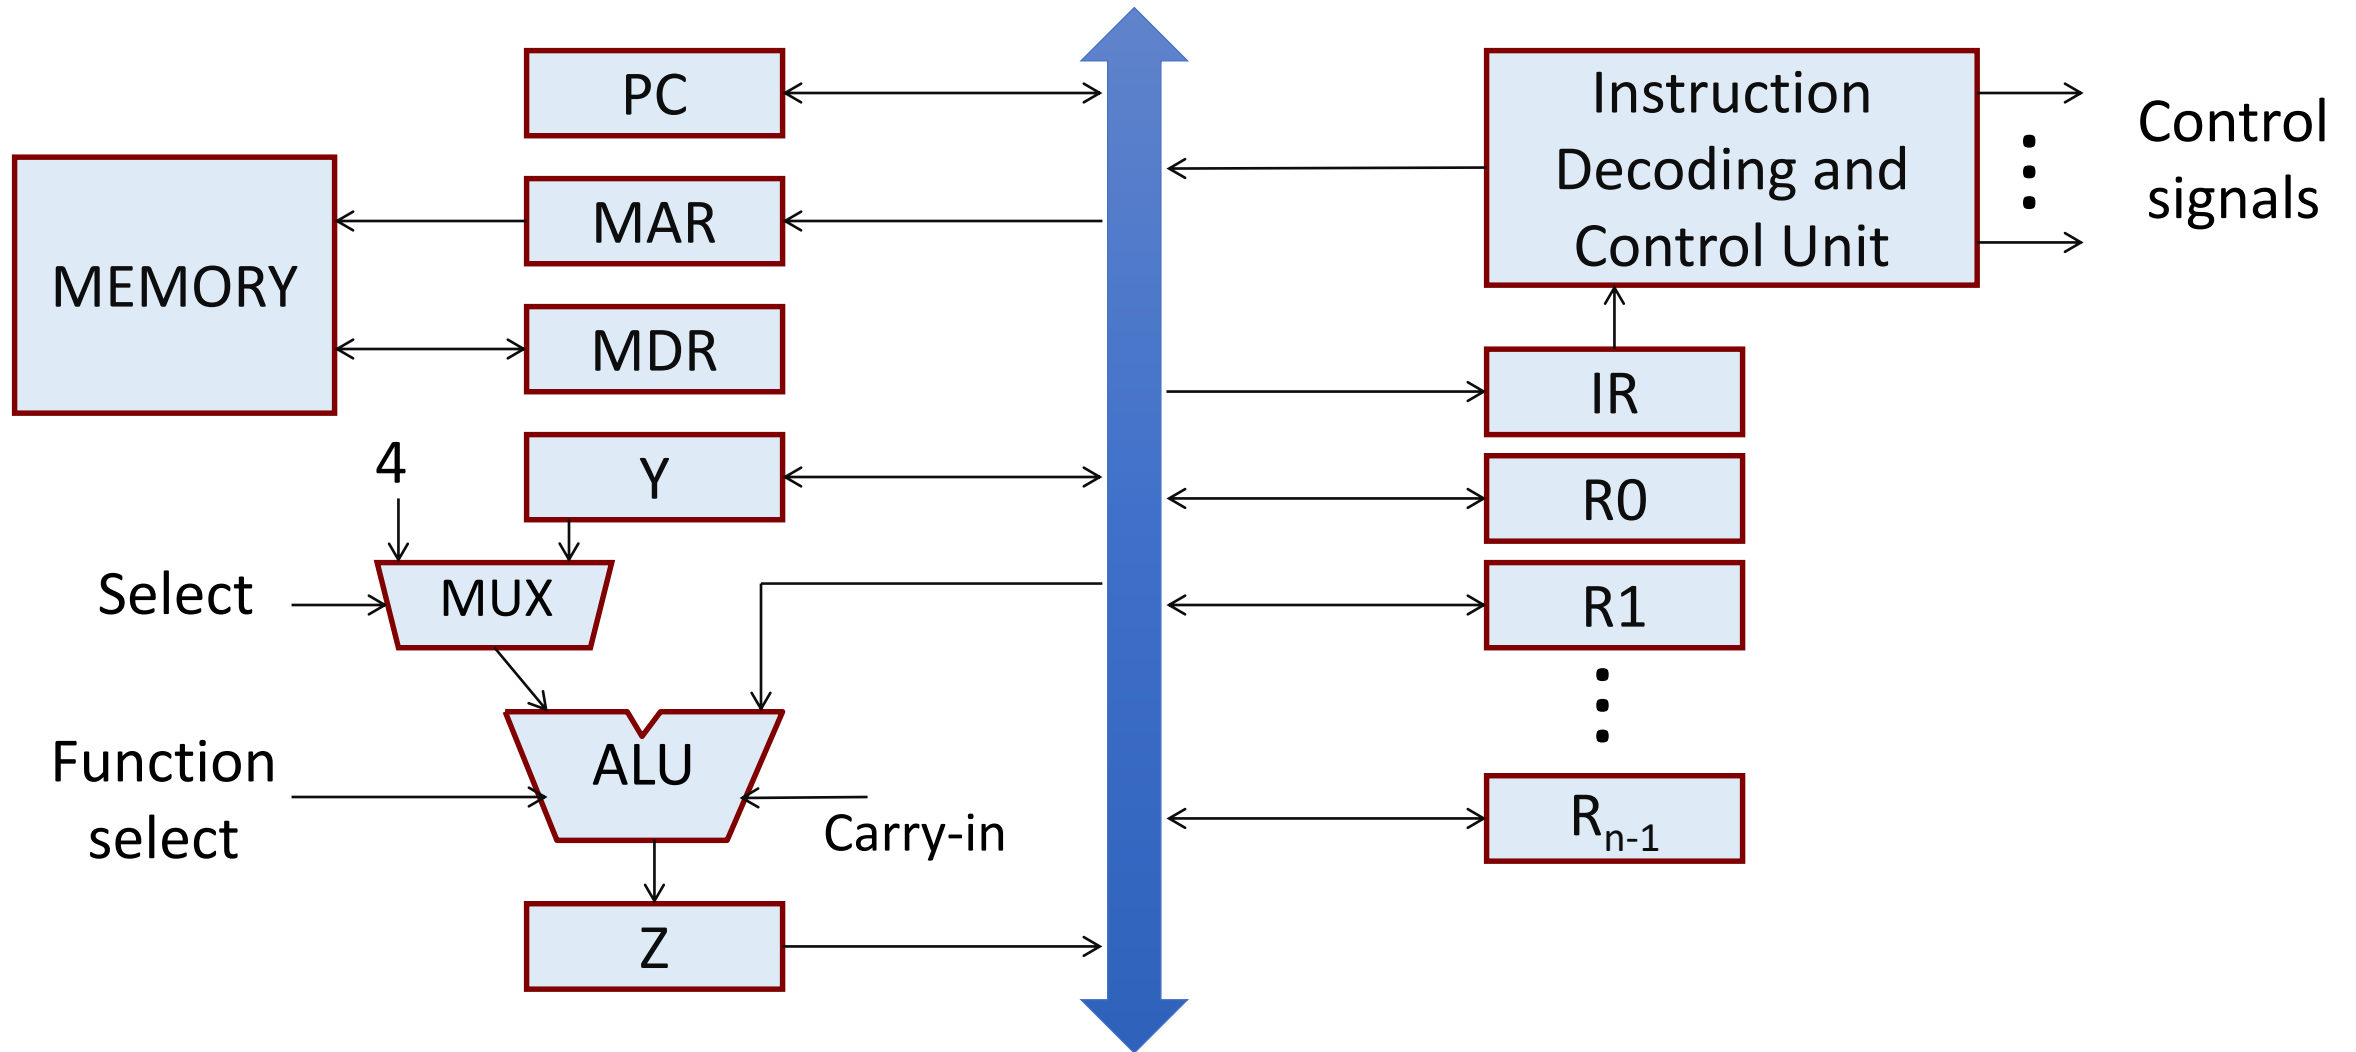 PC
MAR
MEMORY
MDR
Y
4
Select
MUX
Function
select
ALU
Carry-in
Z
Instruction
Decoding and
Control Unit
Control
signals
IR
R0
R1
Rn-1